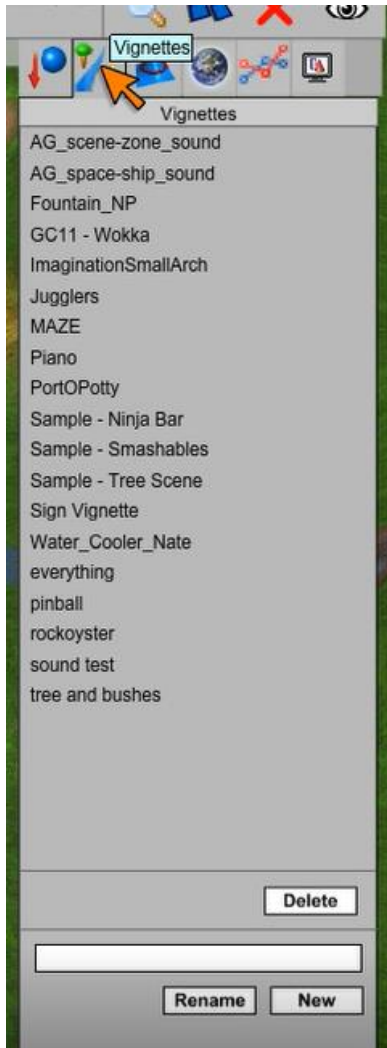 Vignettes
Vignettes
AG_scene-zone_sound
AG_space-ship_sound
Fountain_NP
GC11 - Wokka
ImaginationSmallArch
Jugglers
MAZE
Piano
PortOPotty
Sample - Ninja Bar
Sample - Smashables
Sample - Tree Scene
Sign Vignette
Water_Cooler_Nate
everything
pinball
rockoyster
sound test
tree and bushes
Delete
Rename New